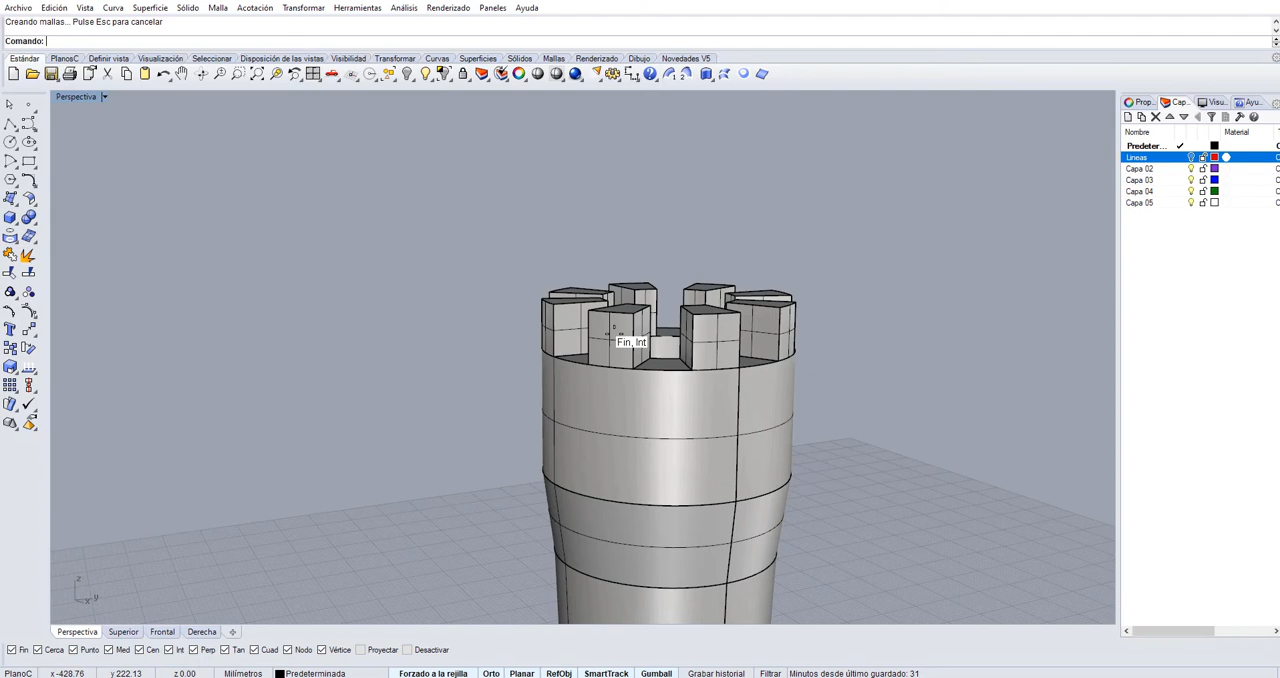 Archivo Edición Vista Curva Superficie Sólido Malla Acotación Transformar Herramientas Análisis Renderizado Paneles Ayuda
Creando mallas... Pulse Esc para cancelar
Comando:
Estándar PlanosC Definir vista Visualización Seleccionar Disposición de las vistas Visibilidad Transformar Curvas Superficies Sólidos Mallas Renderizado Dibujo Novedades V5
Perspectiva
Prop... Cap... Visu... Ayu...
Nombre Material
Predeter...
Lineas
Capa 02
Capa 03
Capa 04
Capa 05
Fin, Int
z
x y
Perspectiva Superior Frontal Derecha
Fin Cerca Punto Med Cen Int Perp Tan Cuad Nodo Vértice Proyectar Desactivar
PlanoC x -428.76 y 222.13 z 0.00 Milímetros Predeterminada Forzado a la rejilla Orto Planar RefObj SmartTrack Gumball Grabar historial Filtrar Minutos desde último guardado: 31